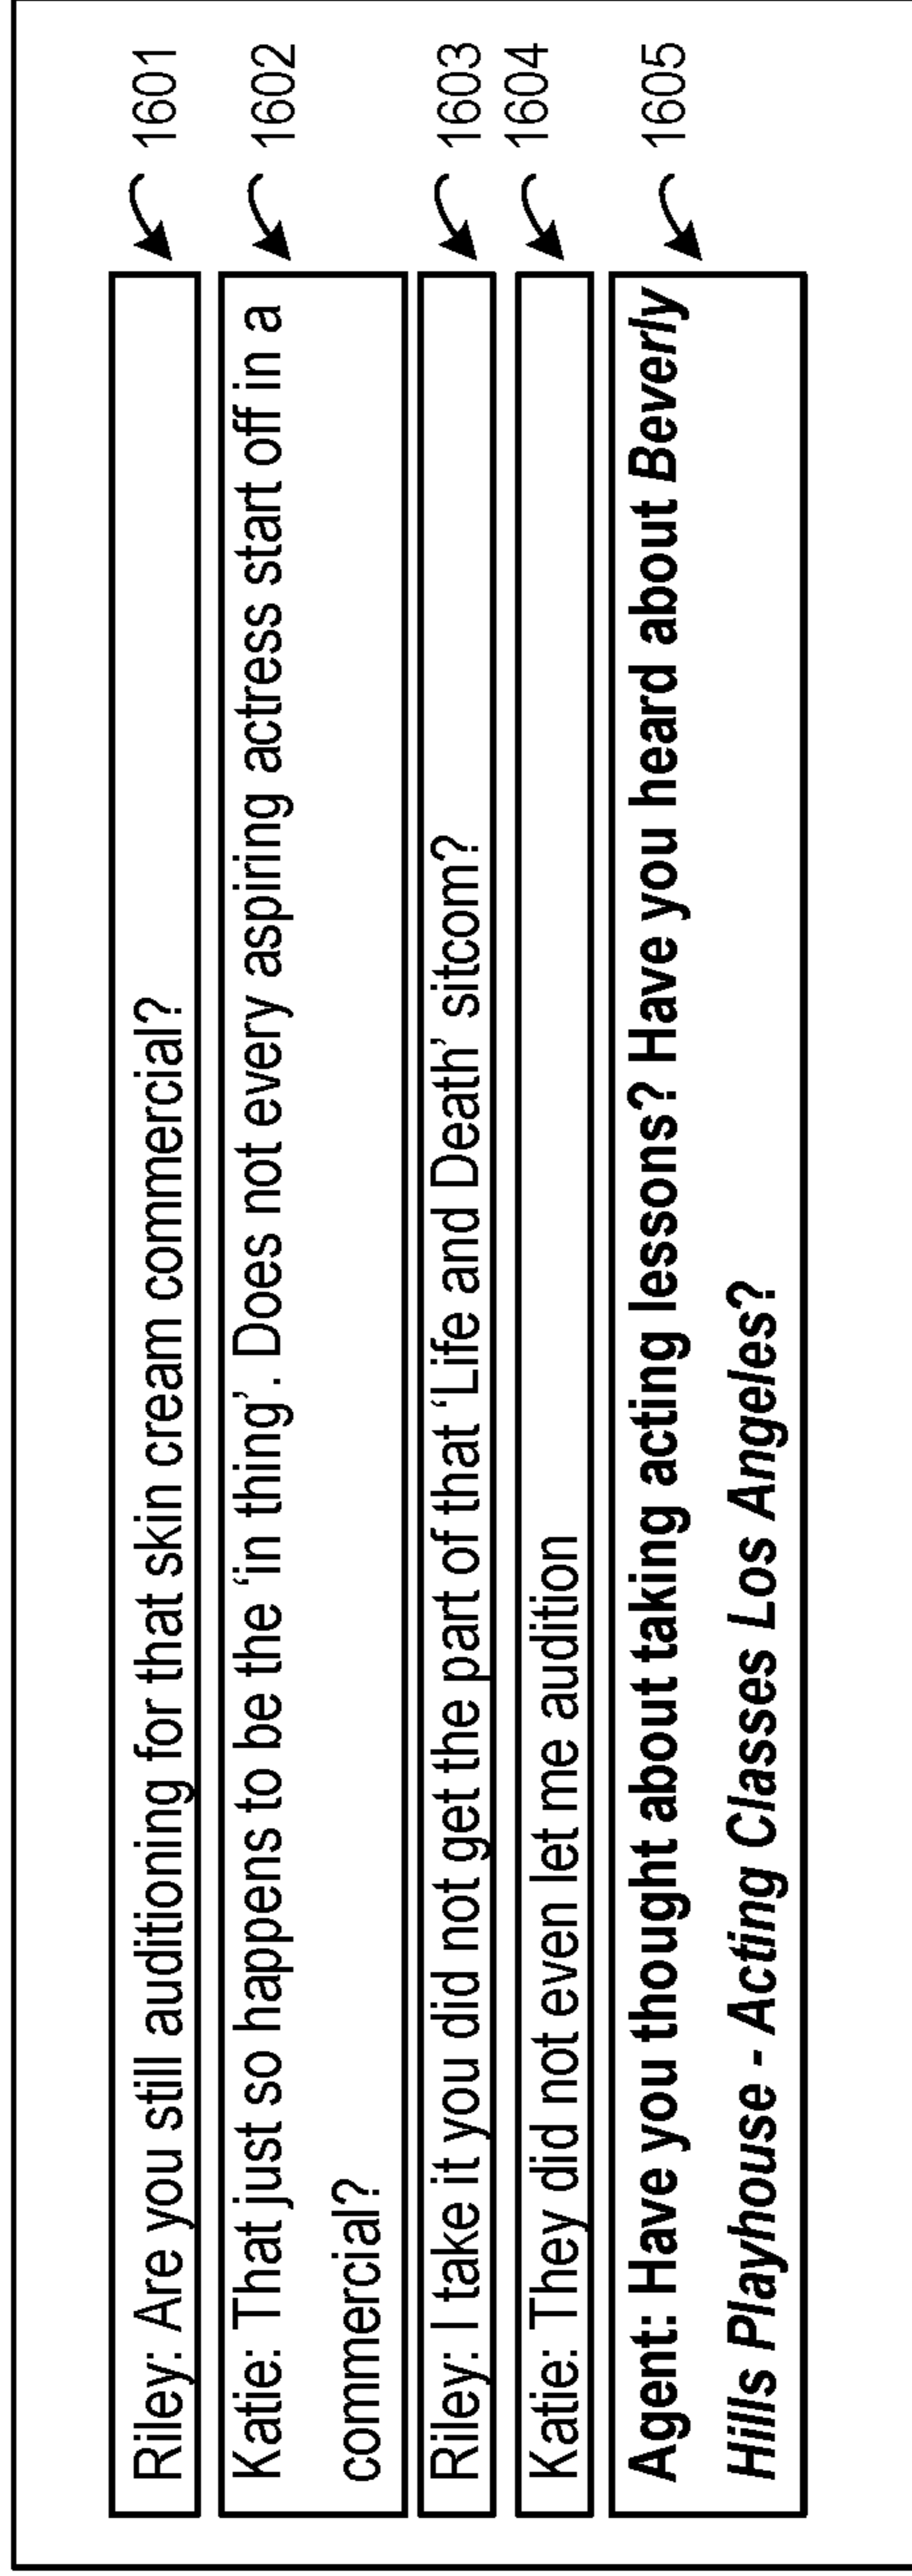 Riley: Are you still auditioning for that skin cream commercial?
1601
Katie: That just so happens to be the ‘in thing’. Does not every aspiring actress start off in a
commercial?
1602
Riley: I take it you did not get the part of that ‘Life and Death’ sitcom?
1603
Katie: They did not even let me audition
1604
Agent: Have you thought about taking acting lessons? Have you heard about Beverly
Hills Playhouse - Acting Classes Los Angeles?
1605